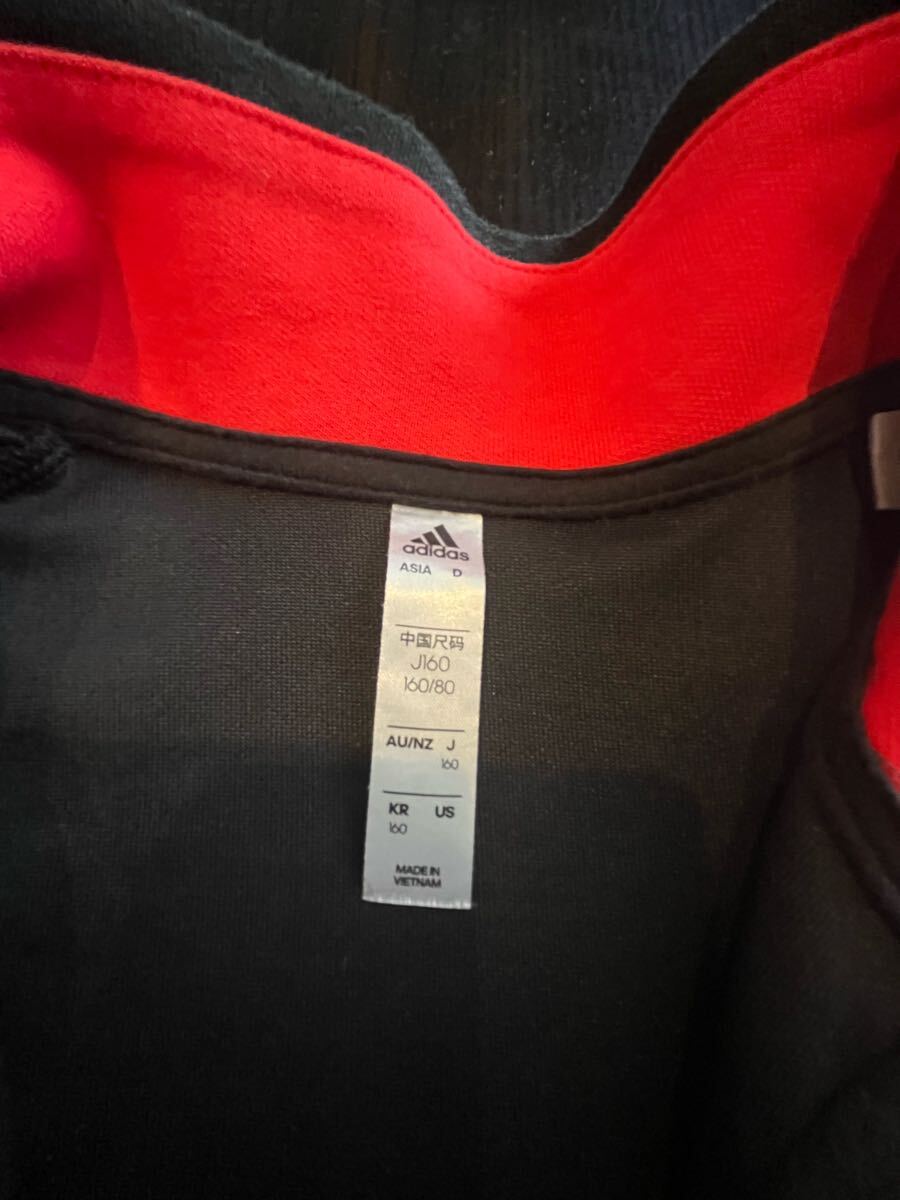 adidas
ASIA D
中国尺码
J160
160/80
AU/NZ J
160
KR US
160
MADE IN
VIETNAM